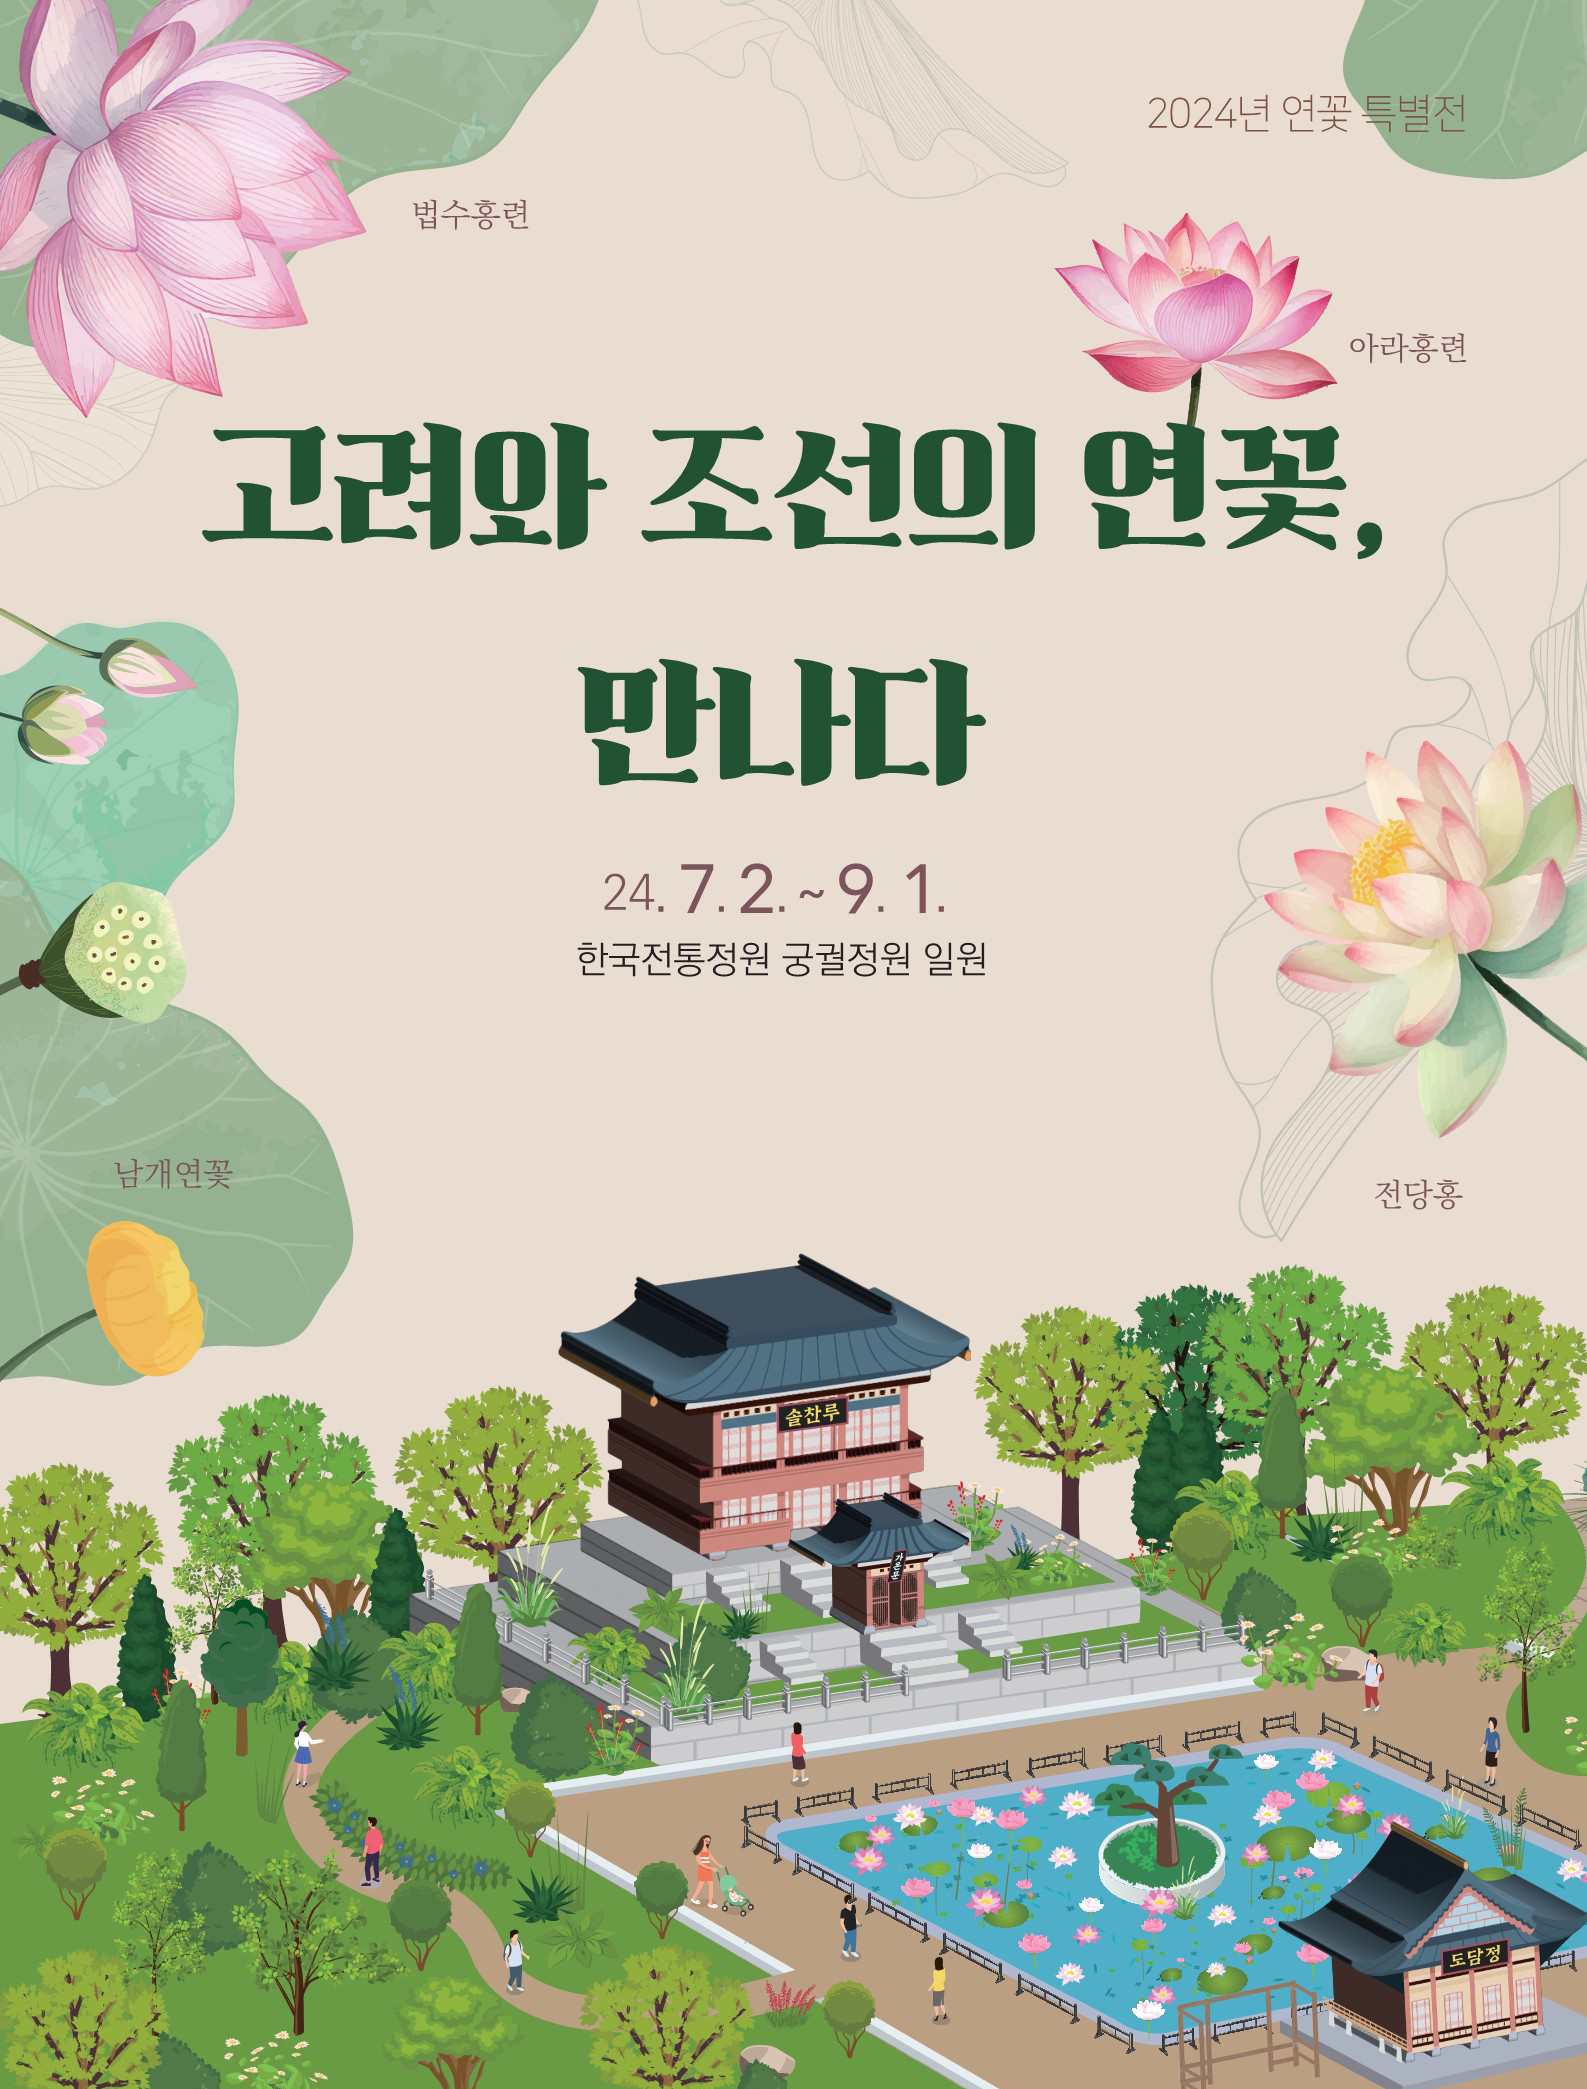 2024년 연꽃 특별전
법수홍련
아라홍련
고려와 조선의 연꽃,
만나다
24. 7. 2. ~ 9. 1.
한국전통정원 궁궐정원 일원
남개연꽃
전당홍
솔찬루
도담정